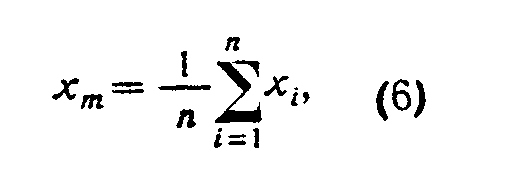 x_m = \frac{1}{n} \sum_{i=1}^{n} x_i, (6)